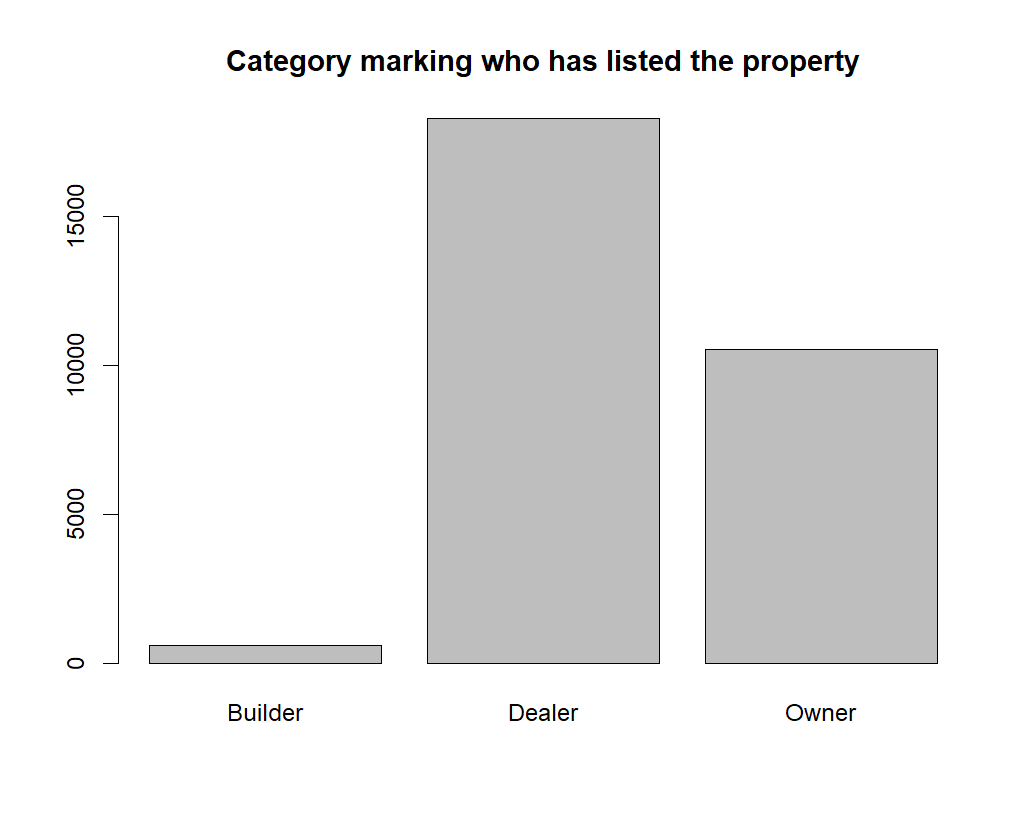 Category marking who has listed the property
15000
10000
5000
0
Builder Dealer Owner